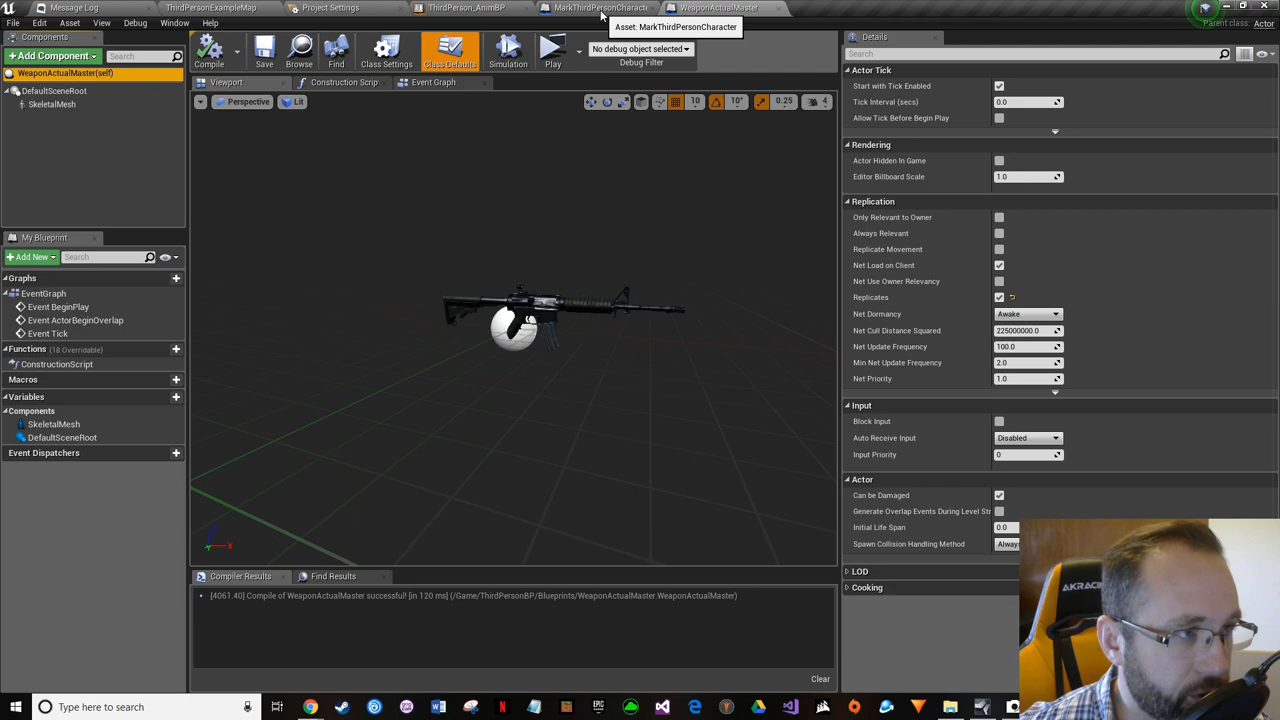 Message Log
ThirdPersonExampleMap
Project Settings
ThirdPerson_AnimBP
MarkThirdPersonCharacte
WeaponActualMaster
File
Edit
Asset
View
Debug
Window
Help
Asset: MarkThirdPersonCharacter
Parent class: Actor
Components
Add Component
Search
WeaponActualMaster(self)
DefaultSceneRoot
SkeletalMesh
Compile
Save
Browse
Find
Class Settings
Class Defaults
Simulation
Play
No debug object selected
Debug Filter
Viewport
Construction Scrip
Event Graph
Perspective
Lit
10
10°
0.25
4
My Blueprint
Add New
Search
Graphs
EventGraph
Event BeginPlay
Event ActorBeginOverlap
Event Tick
Functions (18 Overridable)
ConstructionScript
Macros
Variables
Components
SkeletalMesh
DefaultSceneRoot
Event Dispatchers
Compiler Results
Find Results
[4061.40] Compile of WeaponActualMaster successful! [in 120 ms] (/Game/ThirdPersonBP/Blueprints/WeaponActualMaster.WeaponActualMaster)
Clear
Details
Search
Actor Tick
Start with Tick Enabled
Tick Interval (secs) 0.0
Allow Tick Before Begin Play
Rendering
Actor Hidden In Game
Editor Billboard Scale 1.0
Replication
Only Relevant to Owner
Always Relevant
Replicate Movement
Net Load on Client
Net Use Owner Relevancy
Replicates
Net Dormancy Awake
Net Cull Distance Squared 225000000.0
Net Update Frequency 100.0
Min Net Update Frequency 2.0
Net Priority 1.0
Input
Block Input
Auto Receive Input Disabled
Input Priority 0
Actor
Can be Damaged
Generate Overlap Events During Level Str
Initial Life Span 0.0
Spawn Collision Handling Method Always
LOD
Cooking
AKRACING
Type here to search